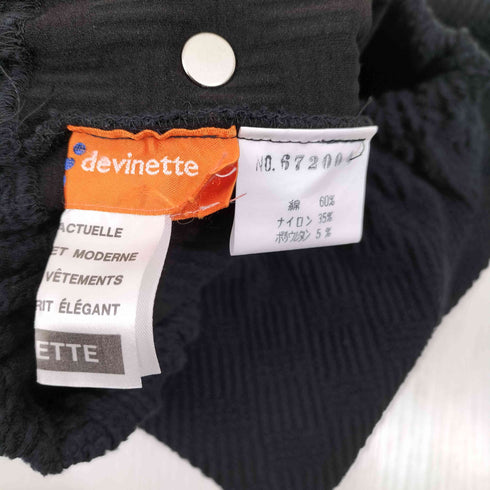 devinette
ACTUELLE
ET MODERNE
VÊTEMENTS
RIT ÉLÉGANT
ETTE
NO.67200
綿 60%
ナイロン 35%
ポリウレタン 5%